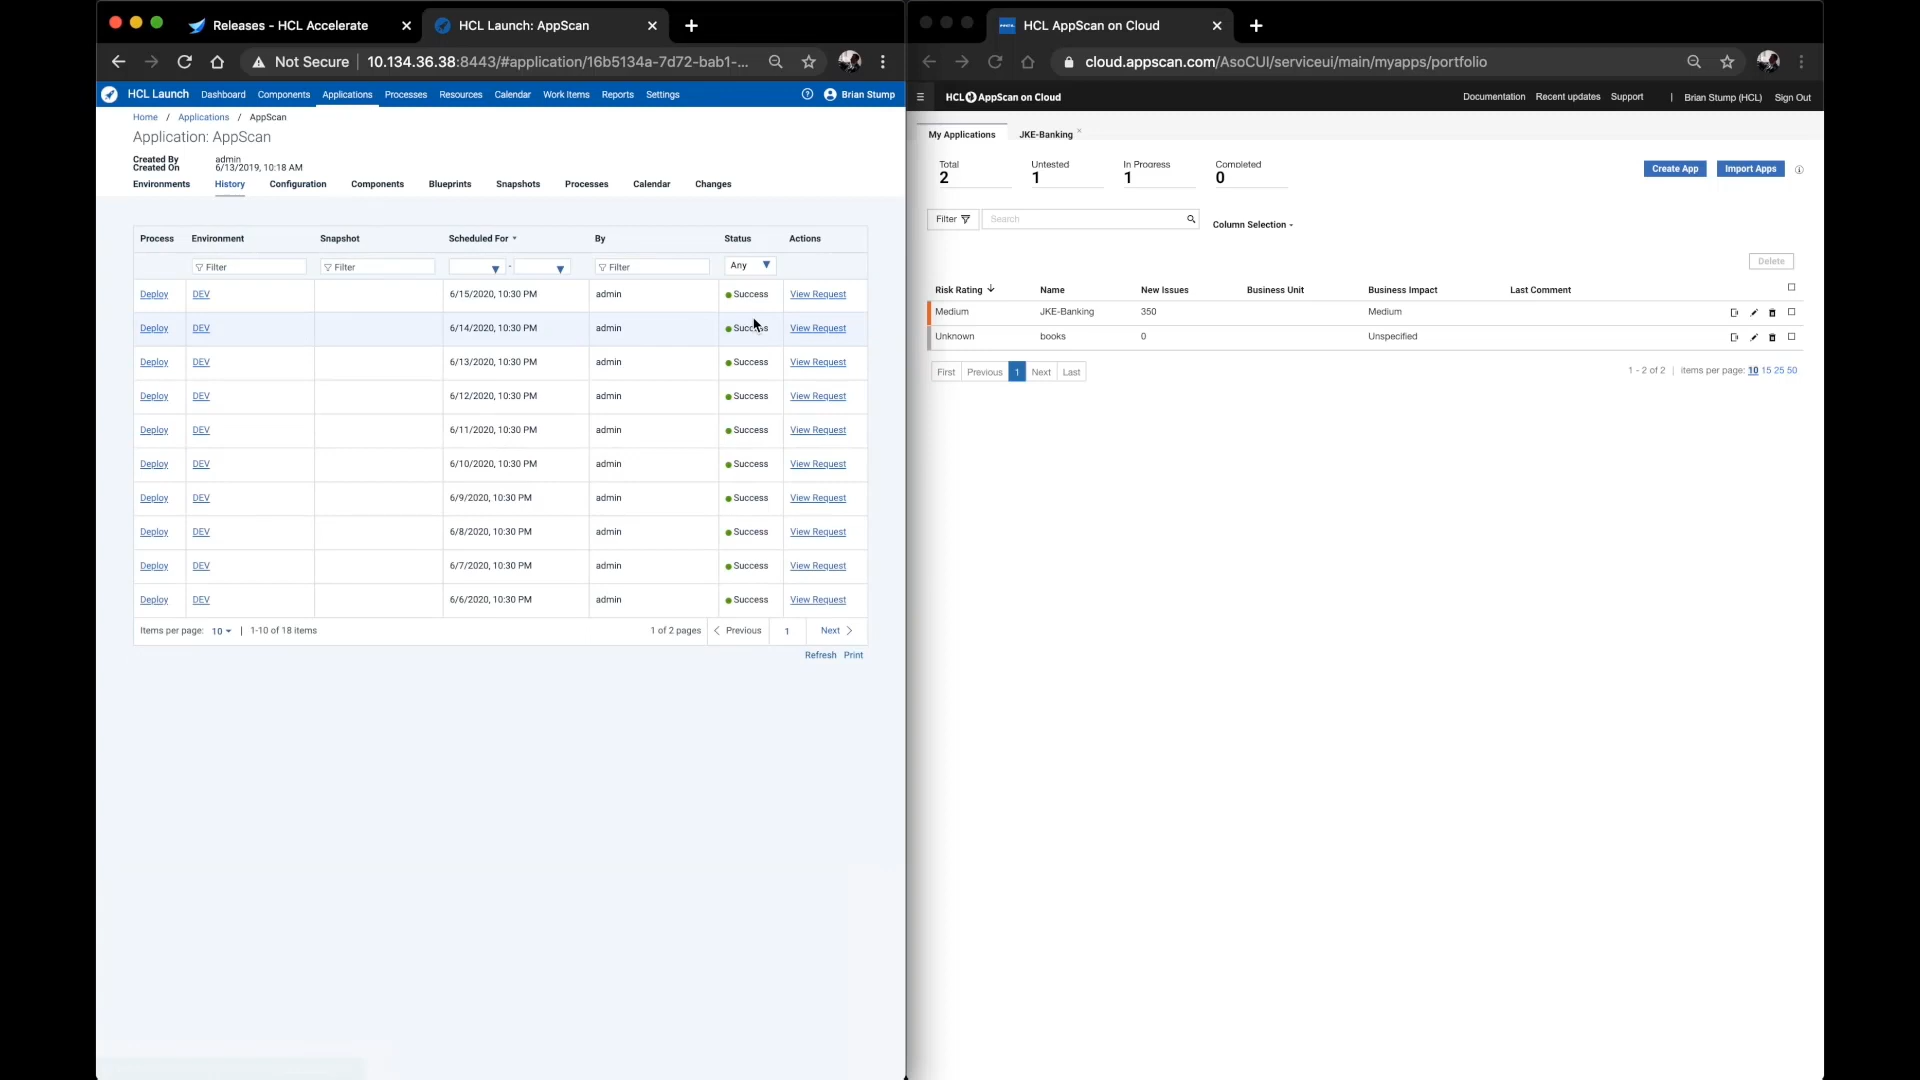 Releases - HCL Accelerate
HCL Launch: AppScan
Not Secure
10.134.36.38:8443/#application/16b5134a-7d72-bab1-...
HCL Launch Dashboard Components Applications Processes Resources Calendar Work Items Reports Settings Brian Stump
Home / Applications / AppScan
Application: AppScan
Created By admin
Created On 6/13/2019, 10:18 AM
Environments History Configuration Components Blueprints Snapshots Processes Calendar Changes
Process Environment Snapshot Scheduled For By Status Actions
Filter Filter - Filter Any
Deploy DEV 6/15/2020, 10:30 PM admin Success View Request
Deploy DEV 6/14/2020, 10:30 PM admin Success View Request
Deploy DEV 6/13/2020, 10:30 PM admin Success View Request
Deploy DEV 6/12/2020, 10:30 PM admin Success View Request
Deploy DEV 6/11/2020, 10:30 PM admin Success View Request
Deploy DEV 6/10/2020, 10:30 PM admin Success View Request
Deploy DEV 6/9/2020, 10:30 PM admin Success View Request
Deploy DEV 6/8/2020, 10:30 PM admin Success View Request
Deploy DEV 6/7/2020, 10:30 PM admin Success View Request
Deploy DEV 6/6/2020, 10:30 PM admin Success View Request
Items per page: 10 | 1-10 of 18 items 1 of 2 pages Previous 1 Next
Refresh Print
HCL AppScan on Cloud
cloud.appscan.com/AsoCUI/serviceui/main/myapps/portfolio
HCL AppScan on Cloud Documentation Recent updates Support | Brian Stump (HCL) Sign Out
My Applications JKE-Banking
Total Untested In Progress Completed
2 1 1 0
Create App Import Apps
Filter Search Column Selection
Delete
Risk Rating Name New Issues Business Unit Business Impact Last Comment
Medium JKE-Banking 350 Medium
Unknown books 0 Unspecified
First Previous 1 Next Last 1 - 2 of 2 | items per page: 10 15 25 50